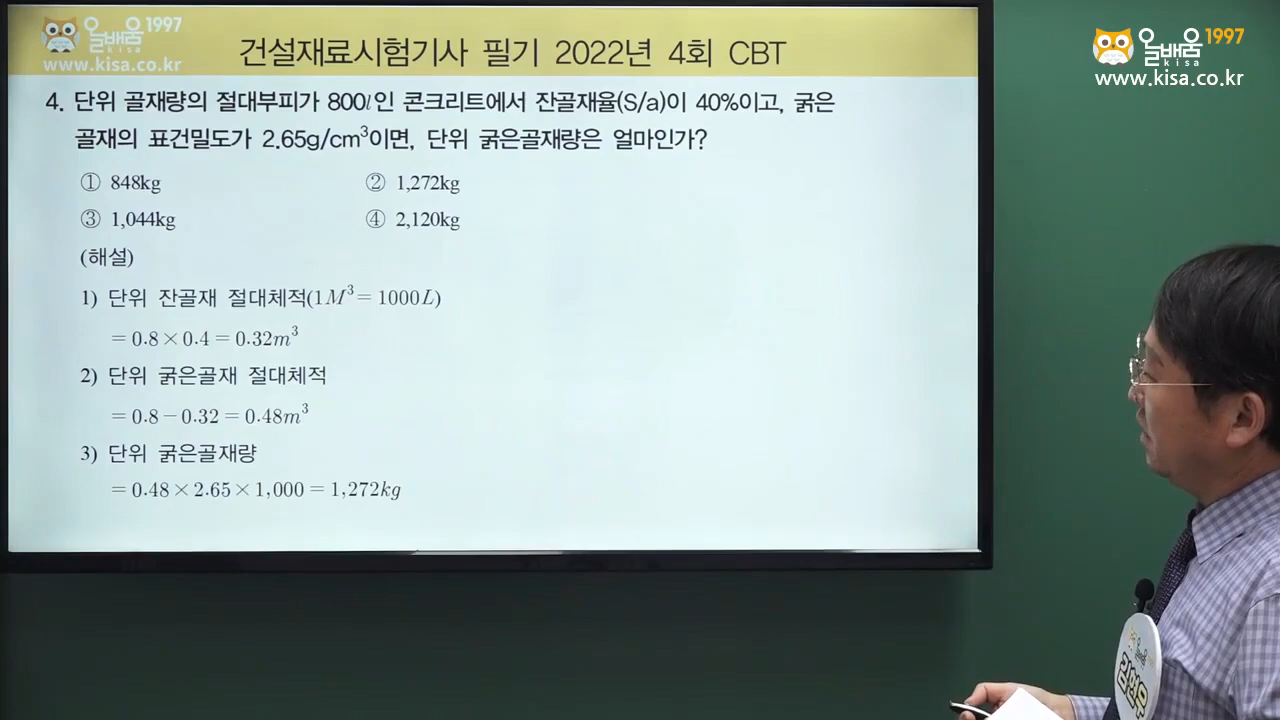 올배움 1997
kisa
www.kisa.co.kr
건설재료시험기사 필기 2022년 4회 CBT
올배움 1997
kisa
www.kisa.co.kr
4. 단위 골재량의 절대부피가 800ℓ인 콘크리트에서 잔골재율(S/a)이 40%이고, 굵은
골재의 표건밀도가 2.65g/cm³이면, 단위 굵은골재량은 얼마인가?
① 848kg ② 1,272kg
③ 1,044kg ④ 2,120kg
(해설)
1) 단위 잔골재 절대체적(1M³ = 1000L)
= 0.8 × 0.4 = 0.32m³
2) 단위 굵은골재 절대체적
= 0.8 − 0.32 = 0.48m³
3) 단위 굵은골재량
= 0.48 × 2.65 × 1,000 = 1,272kg
올배움
김현우